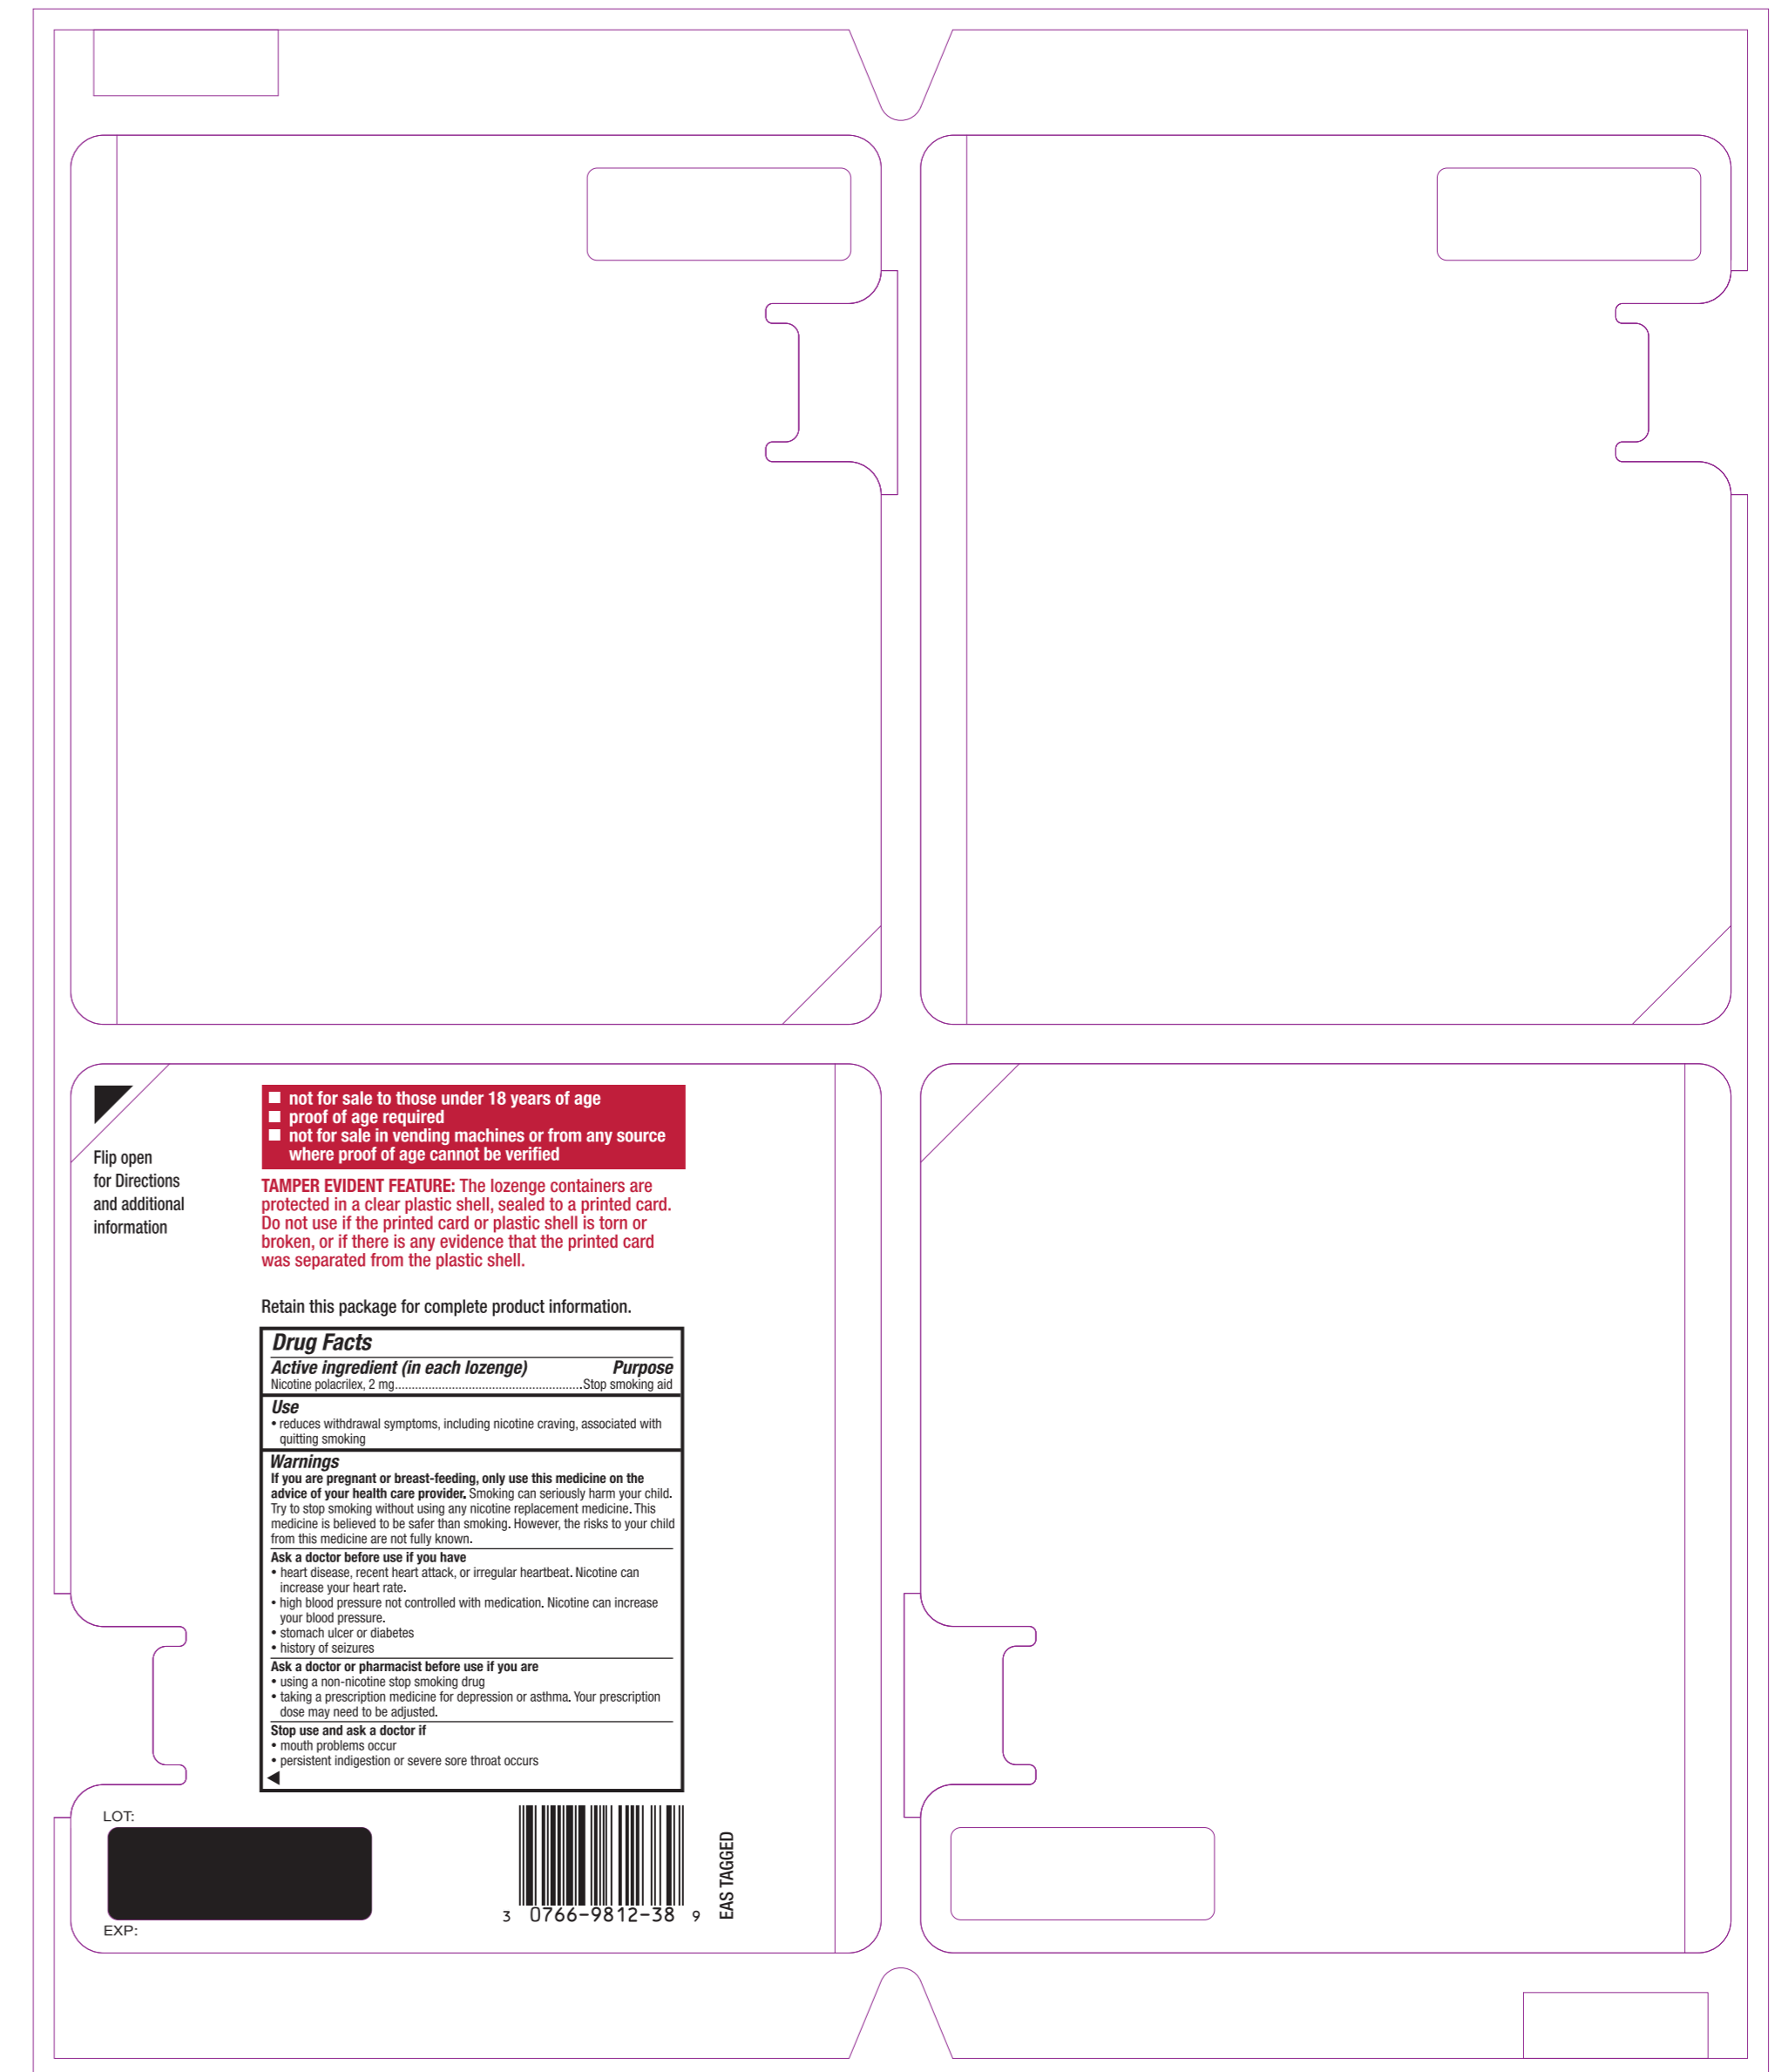 Flip open
for Directions
and additional
information
not for sale to those under 18 years of age
proof of age required
not for sale in vending machines or from any source
where proof of age cannot be verified
TAMPER EVIDENT FEATURE: The lozenge containers are
protected in a clear plastic shell, sealed to a printed card.
Do not use if the printed card or plastic shell is torn or
broken, or if there is any evidence that the printed card
was separated from the plastic shell.
Retain this package for complete product information.
Drug Facts
Active ingredient (in each lozenge) Purpose
Nicotine polacrilex, 2 mg........................................................Stop smoking aid
Use
• reduces withdrawal symptoms, including nicotine craving, associated with
quitting smoking
Warnings
If you are pregnant or breast-feeding, only use this medicine on the
advice of your health care provider. Smoking can seriously harm your child.
Try to stop smoking without using any nicotine replacement medicine. This
medicine is believed to be safer than smoking. However, the risks to your child
from this medicine are not fully known.
Ask a doctor before use if you have
• heart disease, recent heart attack, or irregular heartbeat. Nicotine can
increase your heart rate.
• high blood pressure not controlled with medication. Nicotine can increase
your blood pressure.
• stomach ulcer or diabetes
• history of seizures
Ask a doctor or pharmacist before use if you are
• using a non-nicotine stop smoking drug
• taking a prescription medicine for depression or asthma. Your prescription
dose may need to be adjusted.
Stop use and ask a doctor if
• mouth problems occur
• persistent indigestion or severe sore throat occurs
LOT:
EXP:
3 0766-9812-38 9
EAS TAGGED